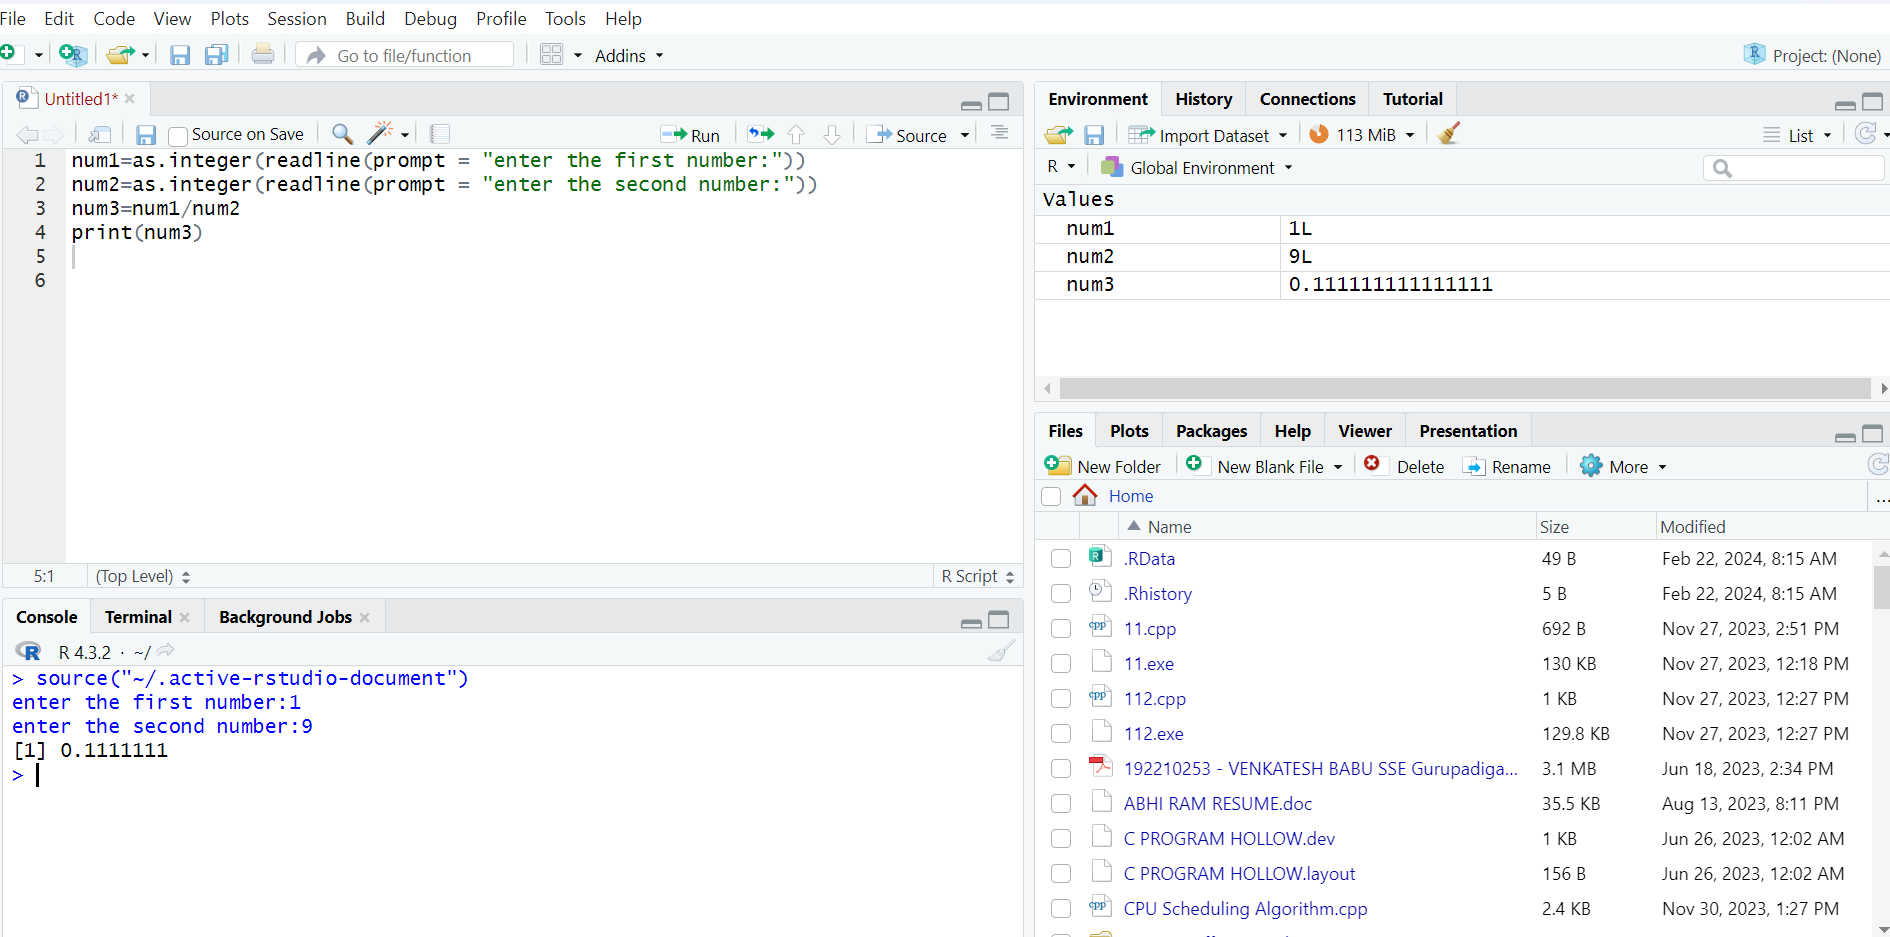 File Edit Code View Plots Session Build Debug Profile Tools Help
Go to file/function Addins Project: (None)
Untitled1*
Source on Save Run Source
1 num1=as.integer(readline(prompt = "enter the first number:"))
2 num2=as.integer(readline(prompt = "enter the second number:"))
3 num3=num1/num2
4 print(num3)
5
6
5:1 (Top Level) R Script
Console Terminal Background Jobs
R 4.3.2 · ~/
> source("~/.active-rstudio-document")
enter the first number:1
enter the second number:9
[1] 0.1111111
>
Environment History Connections Tutorial
Import Dataset 113 MiB List
R Global Environment
Values
num1 1L
num2 9L
num3 0.111111111111111
Files Plots Packages Help Viewer Presentation
New Folder New Blank File Delete Rename More
Home ...
Name Size Modified
.RData 49 B Feb 22, 2024, 8:15 AM
.Rhistory 5 B Feb 22, 2024, 8:15 AM
11.cpp 692 B Nov 27, 2023, 2:51 PM
11.exe 130 KB Nov 27, 2023, 12:18 PM
112.cpp 1 KB Nov 27, 2023, 12:27 PM
112.exe 129.8 KB Nov 27, 2023, 12:27 PM
192210253 - VENKATESH BABU SSE Gurupadiga... 3.1 MB Jun 18, 2023, 2:34 PM
ABHI RAM RESUME.doc 35.5 KB Aug 13, 2023, 8:11 PM
C PROGRAM HOLLOW.dev 1 KB Jun 26, 2023, 12:02 AM
C PROGRAM HOLLOW.layout 156 B Jun 26, 2023, 12:02 AM
CPU Scheduling Algorithm.cpp 2.4 KB Nov 30, 2023, 1:27 PM